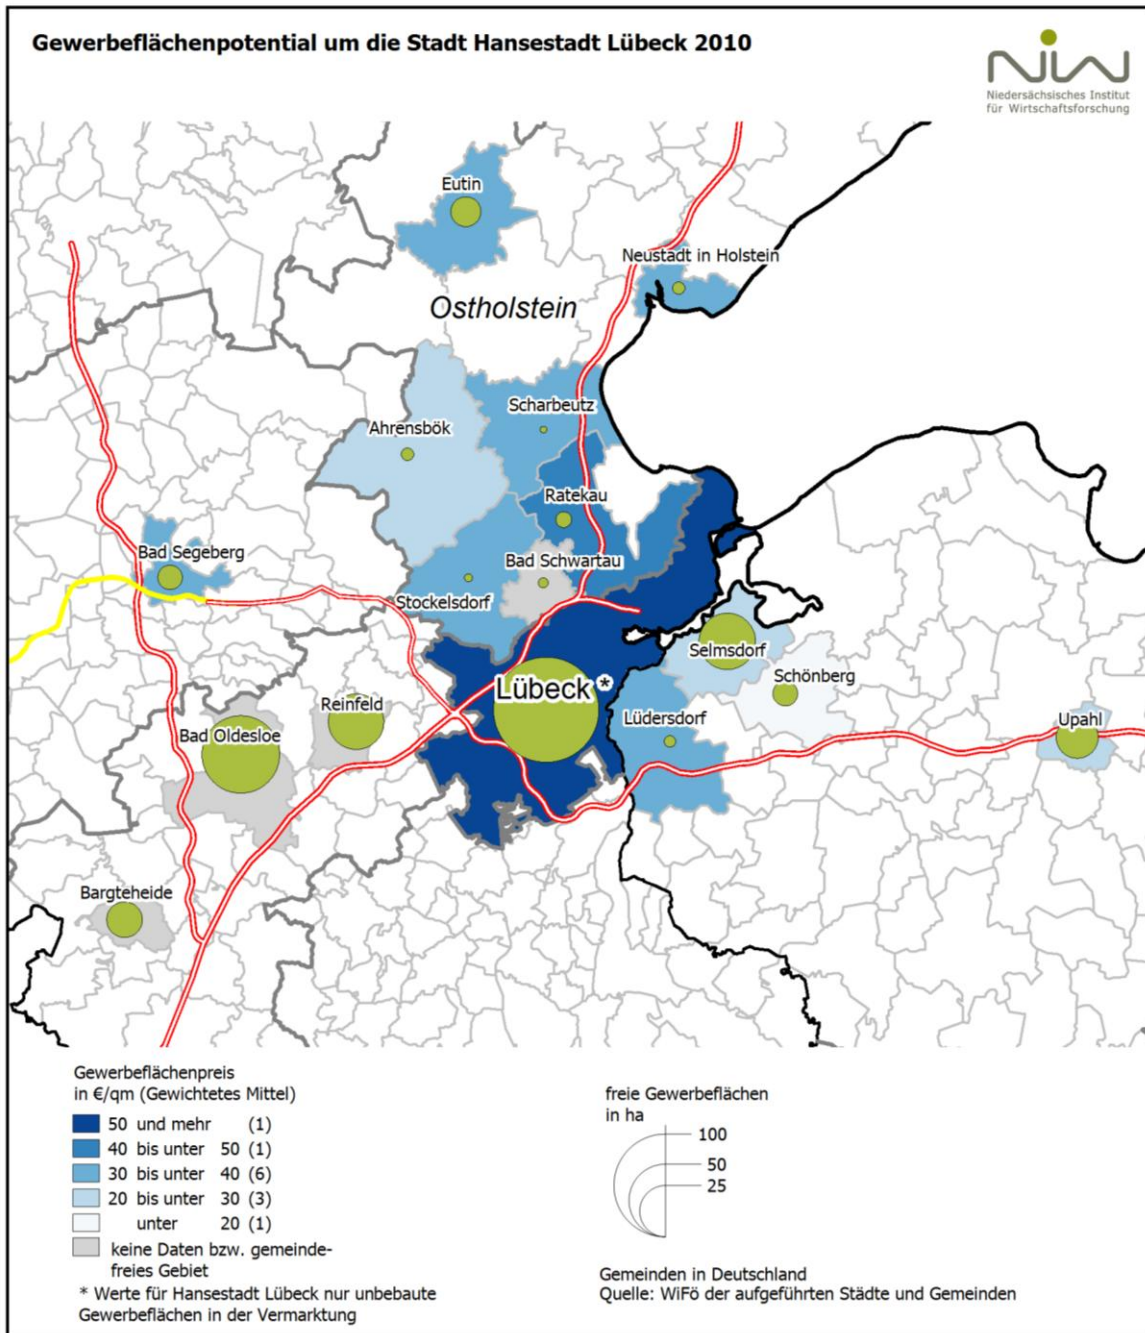 Gewerbeflächenpotential um die Stadt Hansestadt Lübeck 2010
NIW
Niedersächsisches Institut
für Wirtschaftsforschung
Eutin
Neustadt in Holstein
Ostholstein
Scharbeutz
Ahrensbök
Ratekau
Bad Segeberg
Bad Schwartau
Stockelsdorf
Selmsdorf
Schönberg
Lübeck *
Reinfeld
Lüdersdorf
Upahl
Bad Oldesloe
Bargteheide
Gewerbeflächenpreis
in €/qm (Gewichtetes Mittel)
50 und mehr (1)
40 bis unter 50 (1)
30 bis unter 40 (6)
20 bis unter 30 (3)
unter 20 (1)
keine Daten bzw. gemeinde-
freies Gebiet
* Werte für Hansestadt Lübeck nur unbebaute
Gewerbeflächen in der Vermarktung
freie Gewerbeflächen
in ha
100
50
25
Gemeinden in Deutschland
Quelle: WiFö der aufgeführten Städte und Gemeinden